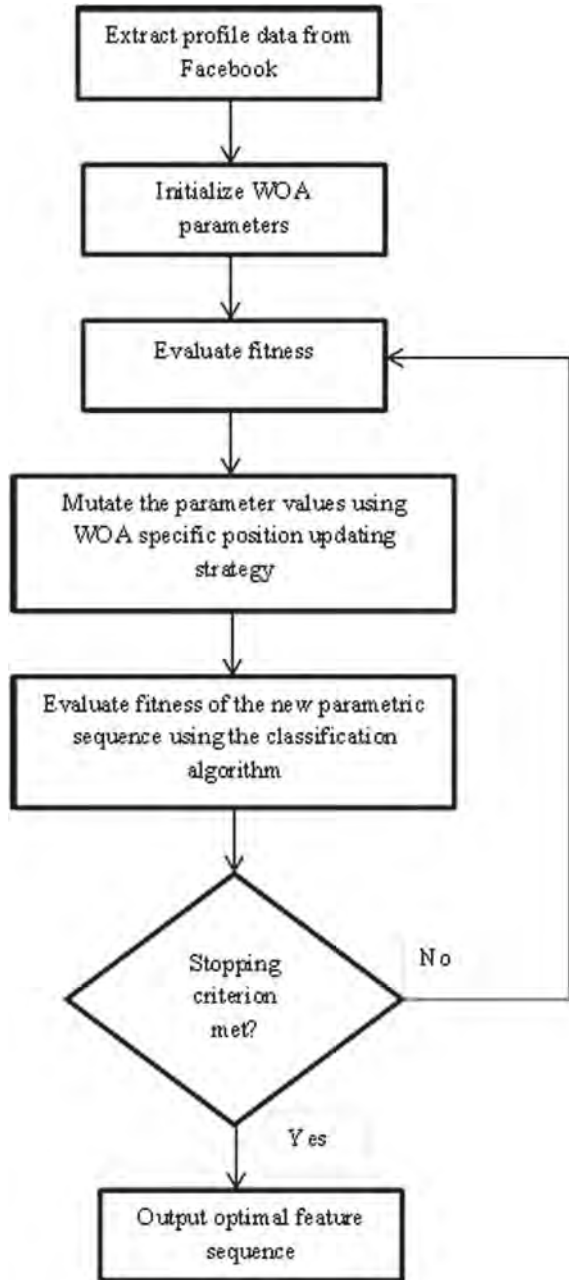 Extract profile data from
Facebook
Initialize WOA
parameters
Evaluate fitness
Mutate the parameter values using
WOA specific position updating
strategy
Evaluate fitness of the new parametric
sequence using the classification
algorithm
Stopping
criterion
met?
No
Yes
Output optimal feature
sequence